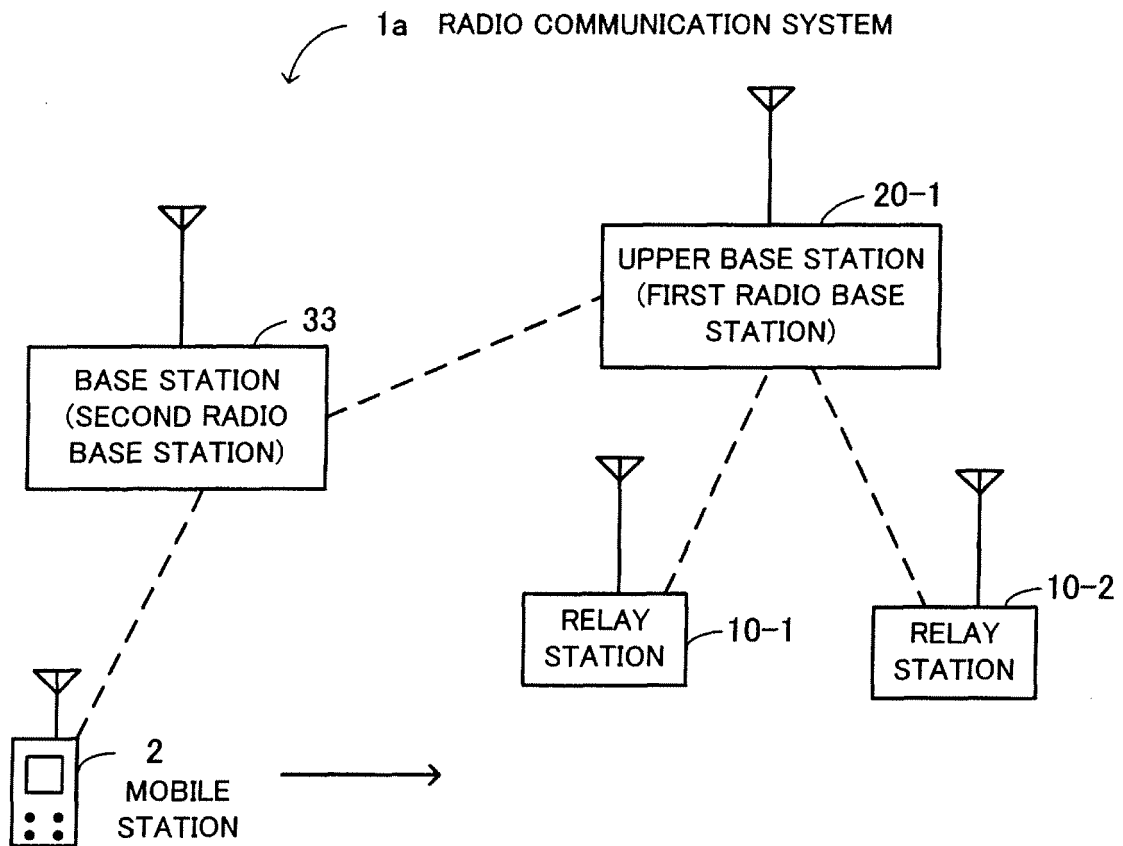 1a RADIO COMMUNICATION SYSTEM
20-1
UPPER BASE STATION
(FIRST RADIO BASE
STATION)
33
BASE STATION
(SECOND RADIO
BASE STATION)
RELAY
STATION
10-1
10-2
RELAY
STATION
2
MOBILE
STATION